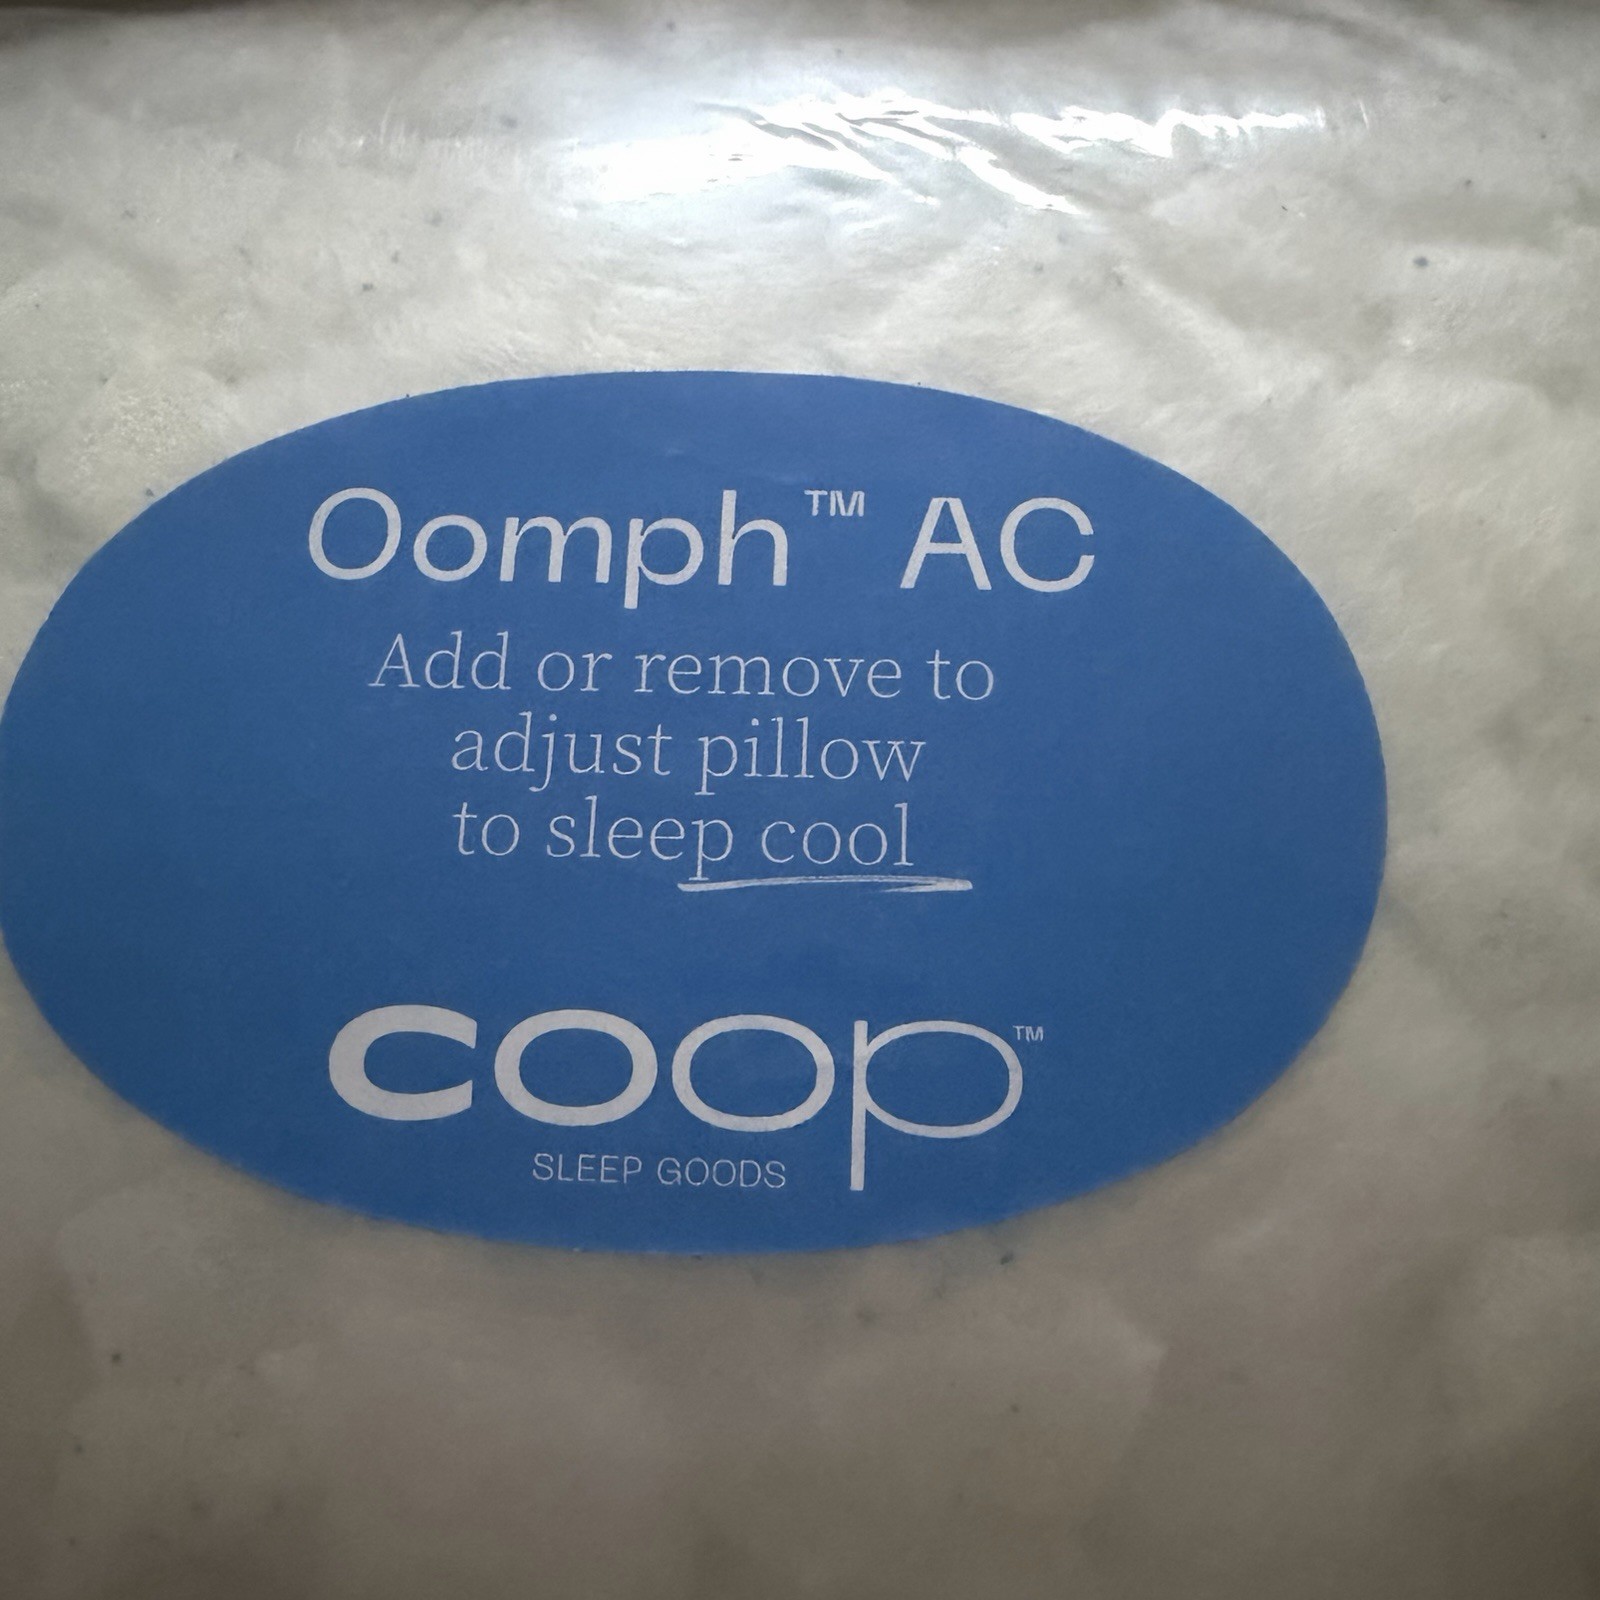 Oomph™ AC
Add or remove to
adjust pillow
to sleep cool
coop™
SLEEP GOODS